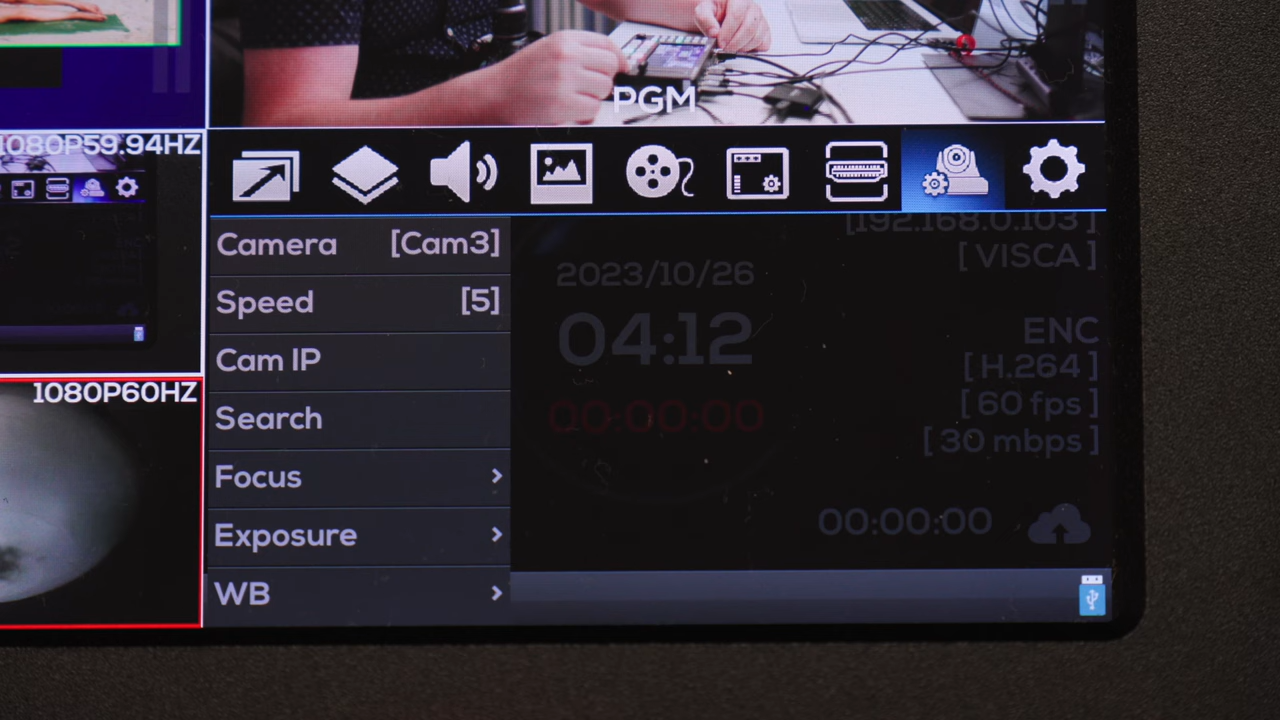 PGM
1080P59.94HZ
1080P60HZ
Camera [Cam3]
Speed [5]
Cam IP
Search
Focus >
Exposure >
WB >
[192.168.0.103 ]
[ VISCA ]
2023/10/26
04:12
00:00:00
ENC
[ H.264 ]
[ 60 fps ]
[ 30 mbps ]
00:00:00